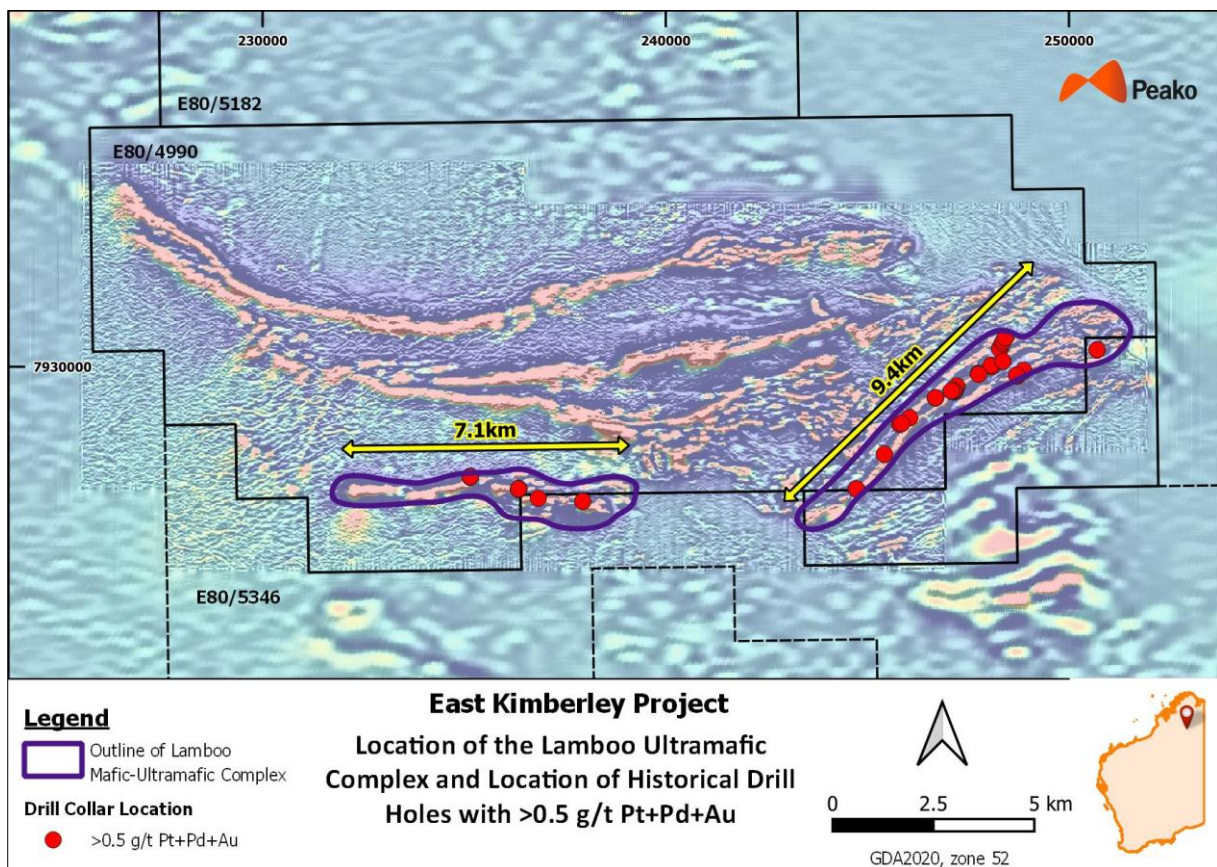 230000
240000
250000
E80/5182
Peako
E80/4990
7930000
9.4km
7.1km
E80/5346
Legend
Outline of Lamboo
Mafic-Ultramafic Complex
Drill Collar Location
>0.5 g/t Pt+Pd+Au
East Kimberley Project
Location of the Lamboo Ultramafic
Complex and Location of Historical Drill
Holes with >0.5 g/t Pt+Pd+Au
0 2.5 5 km
GDA2020, zone 52